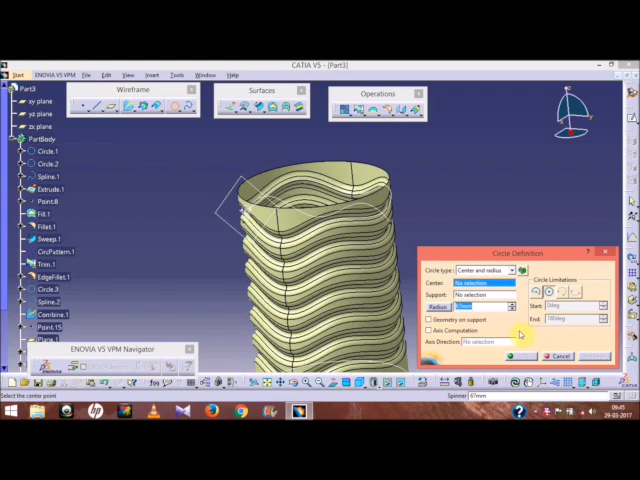 CATIA V5 - [Part3]
Start ENOVIA V5 VPM File Edit View Insert Tools Window Help
Part3
xy plane
yz plane
zx plane
PartBody
Circle.1
Circle.2
Spline.1
Extrude.1
Point.8
Fill.1
Fillet.1
Sweep.1
CircPattern.1
Trim.1
EdgeFillet.1
Circle.3
Spline.2
Combine.1
Point.15
Plane.1
Wireframe
Surfaces
Operations
z
x
y
Circle Definition
Circle type: Center and radius
Center: No selection
Support: No selection
Radius: 67mm
Geometry on support
Axis Computation
Axis Direction: No selection
Circle Limitations
Start: 0deg
End: 180deg
OK Cancel
ENOVIA V5 VPM Navigator
Select the center point
Spinner 67mm
09:45
29-03-2017